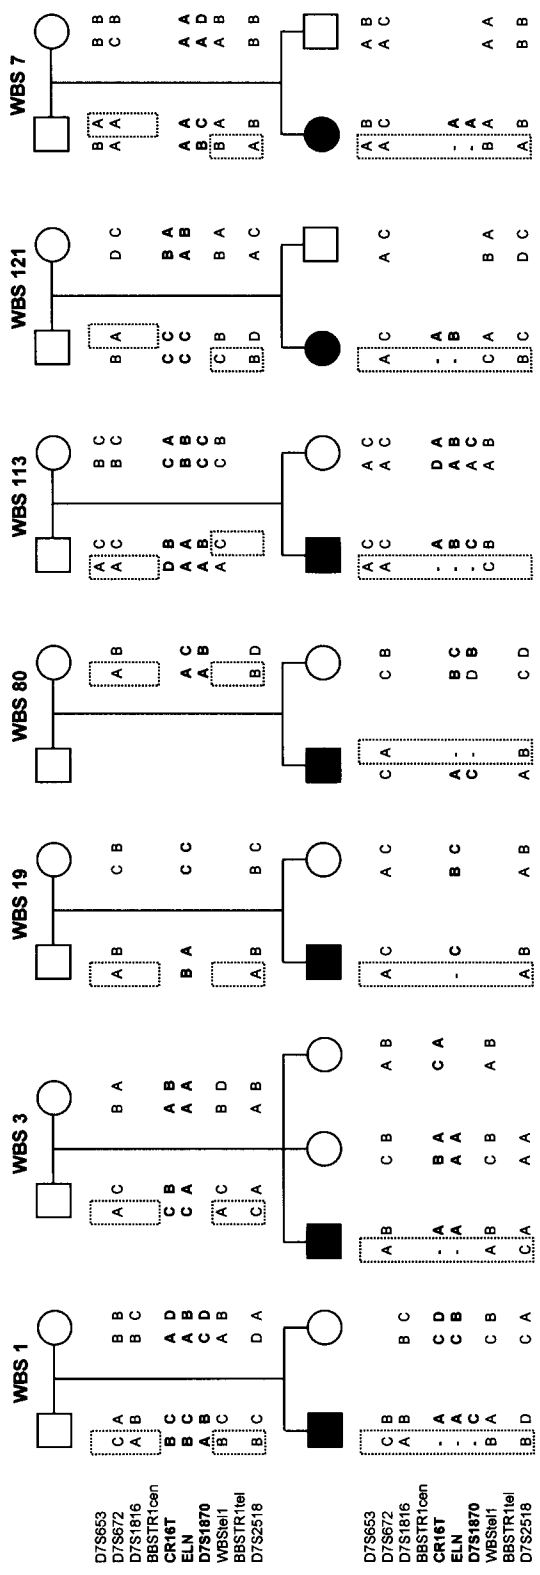 WBS 1 WBS 3 WBS 19 WBS 80 WBS 113 WBS 121 WBS 7
D7S653 A C B C B A B B
D7S672 C A B B A C B A A B C B A B A C B C B A D C A A C B
D7S1816 A B B C
BBSTR1cen
CR16T B C A D C B A B D B C A C C B A
ELN B C A B C A A A B A C C A C A A B B C C A B A A A A
D7S1870 A B C D A B A B C C B C A D
WBStel1 B C A B A C B D A C C B C B B A B A A B
BBSTR1tel
D7S2518 B C D A C A A B A B B C B D B D A C A B B B
D7S653 A C A C A B A B
D7S672 C B A B C B A B A C A C C A C B A C A C A C A C A C A C
D7S1816 A B B C
BBSTR1cen
CR16T - A C D - A B A C A - A D A - A
ELN - A C B - A A A - C B C A - B C - B A B - B - A
D7S1870 - C C - D B - C A C - A
WBStel1 B A C B A B C B A B C B A B C A B A B A A A
BBSTR1tel
D7S2518 B D C A C A A A A B A B A B C D B C D C A B B B